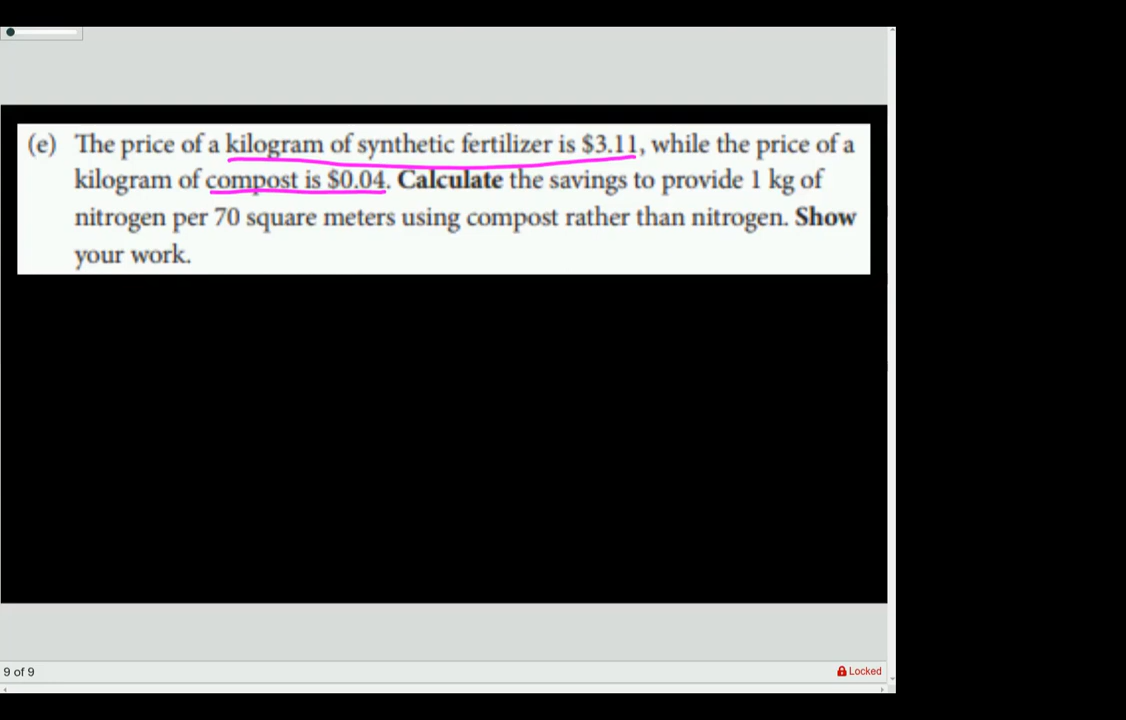 (e) The price of a kilogram of synthetic fertilizer is $3.11, while the price of a
kilogram of compost is $0.04. Calculate the savings to provide 1 kg of
nitrogen per 70 square meters using compost rather than nitrogen. Show
your work.
9 of 9
Locked